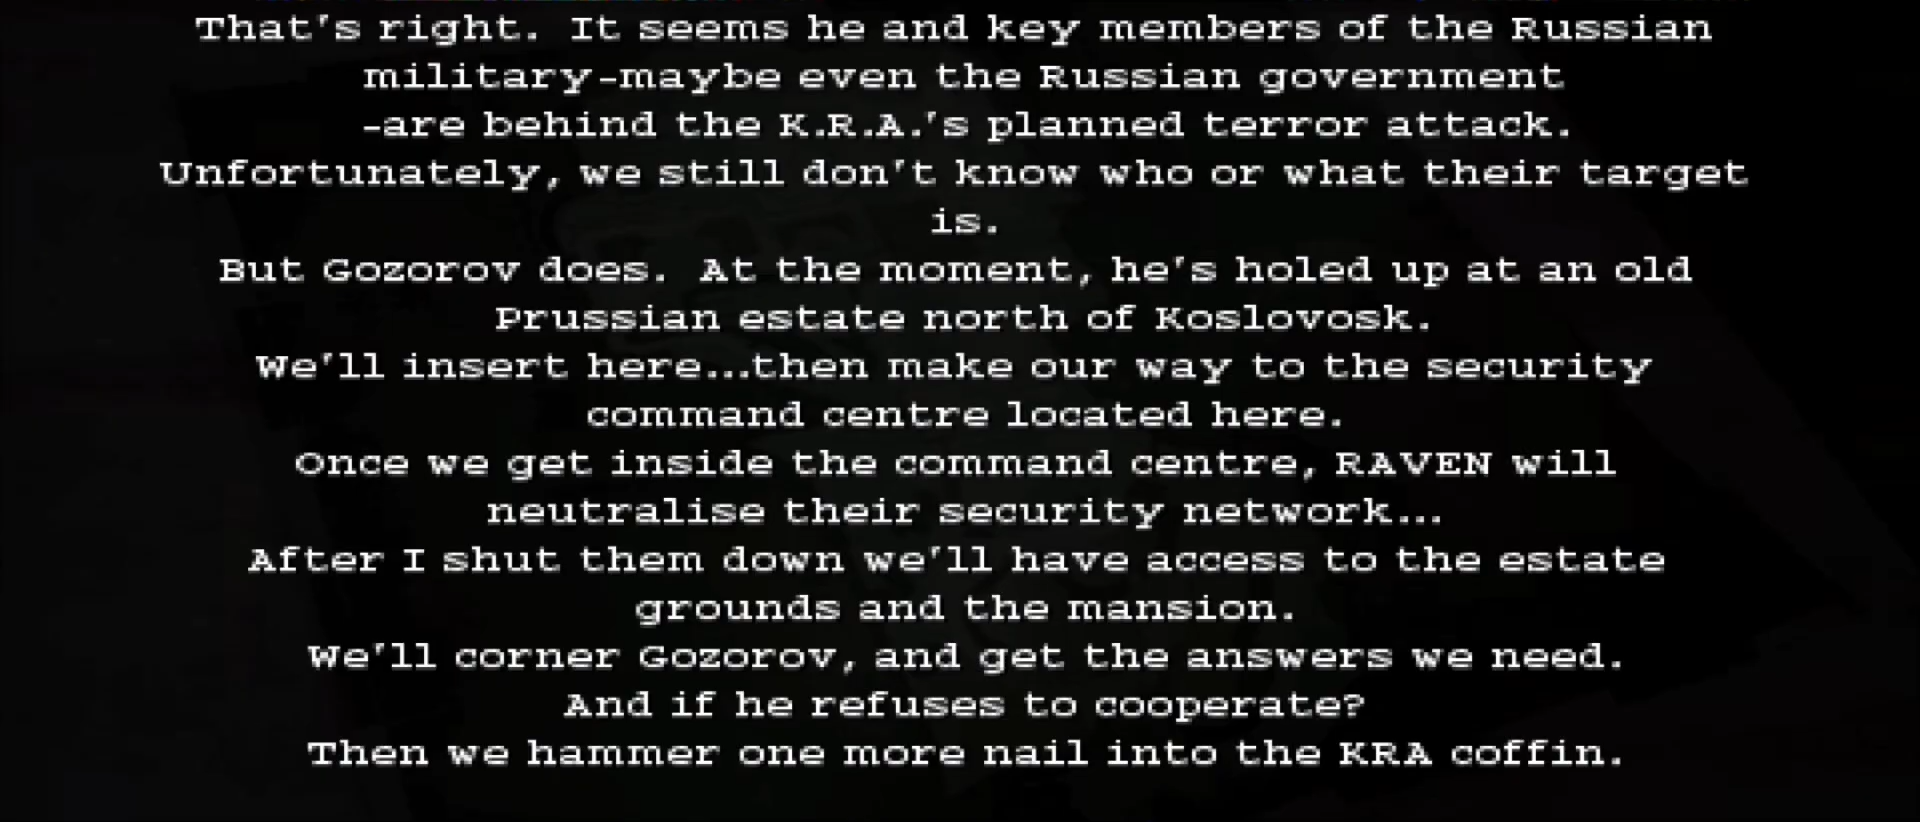 That's right.  It seems he and key members of the Russian
military-maybe even the Russian government
-are behind the K.R.A.'s planned terror attack.
Unfortunately, we still don't know who or what their target
is.
But Gozorov does.  At the moment, he's holed up at an old
Prussian estate north of Koslovosk.
We'll insert here...then make our way to the security
command centre located here.
Once we get inside the command centre, RAVEN will
neutralise their security network...
After I shut them down we'll have access to the estate
grounds and the mansion.
We'll corner Gozorov, and get the answers we need.
And if he refuses to cooperate?
Then we hammer one more nail into the KRA coffin.